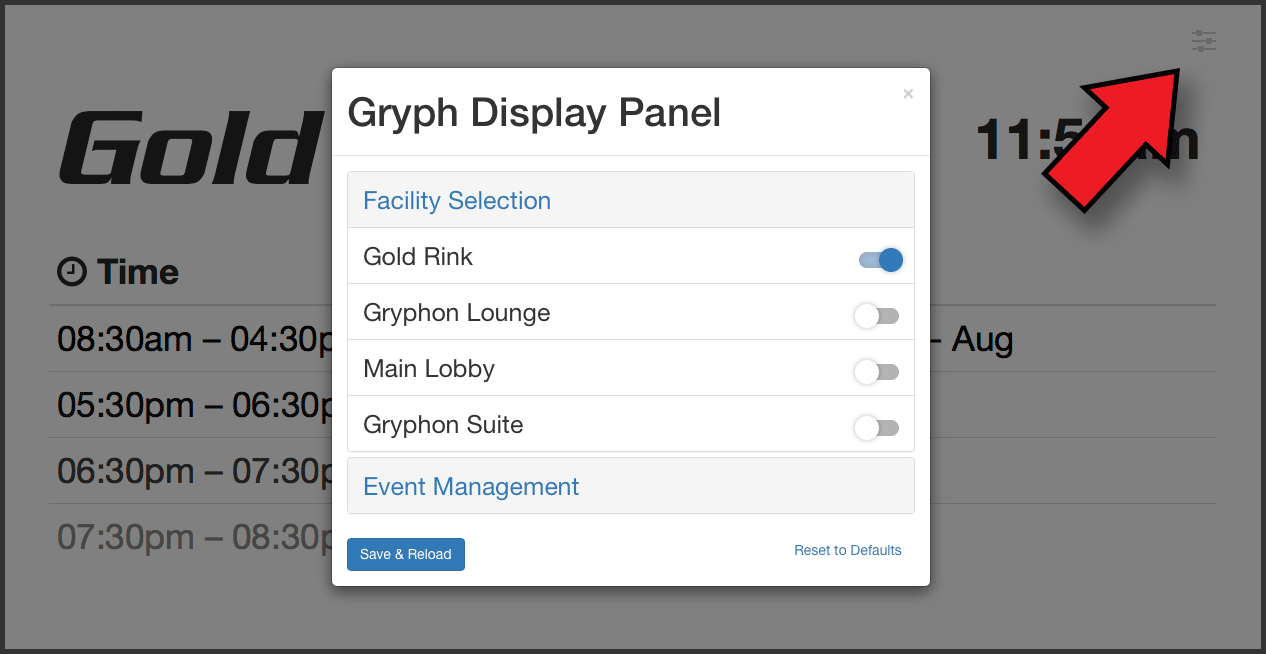 Gryph Display Panel
×
Gold
11:5
Facility Selection
Gold Rink
Time
Gryphon Lounge
08:30am – 04:30p
– Aug
Main Lobby
05:30pm – 06:30p
Gryphon Suite
06:30pm – 07:30p
Event Management
07:30pm – 08:30p
Save & Reload
Reset to Defaults